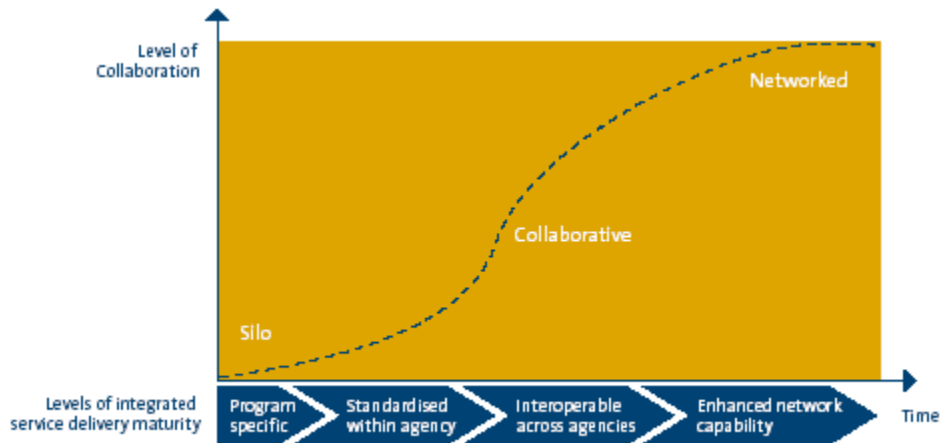 Level of
Collaboration
Networked
Collaborative
Silo
Levels of integrated
service delivery maturity
Program
specific
Standardised
within agency
Interoperable
across agencies
Enhanced network
capability
Time